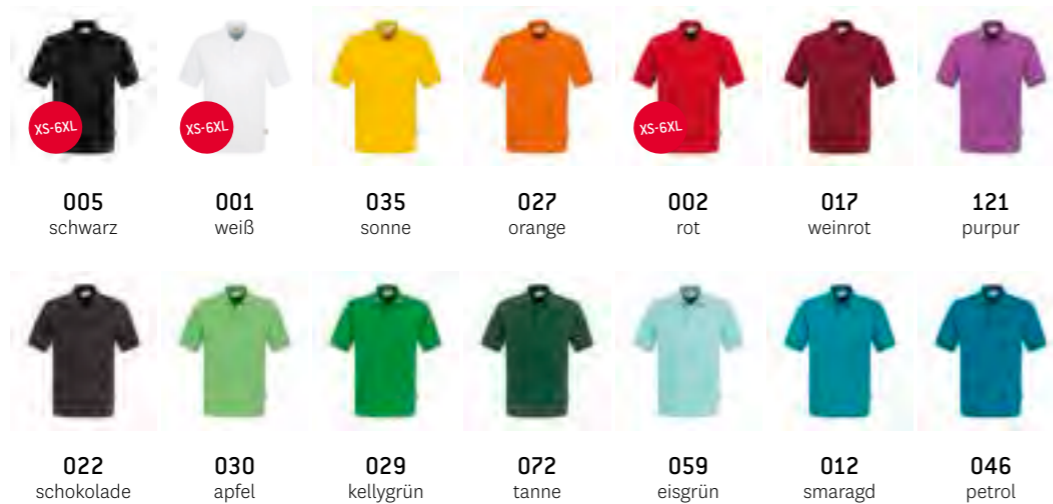 XS-6XL XS-6XL XS-6XL
005 001 035 027 002 017 121
schwarz weiß sonne orange rot weinrot purpur
022 030 029 072 059 012 046
schokolade apfel kellygrün tanne eisgrün smaragd petrol